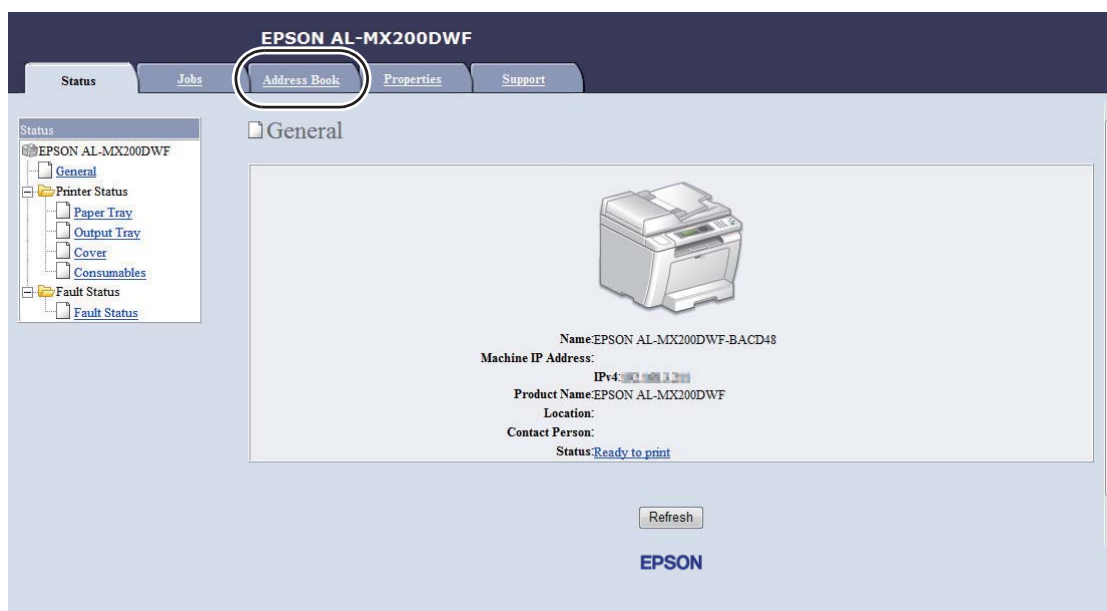 EPSON AL-MX200DWF
Status Jobs Address Book Properties Support
Status
EPSON AL-MX200DWF
General
Printer Status
Paper Tray
Output Tray
Cover
Consumables
Fault Status
Fault Status
General
Name:EPSON AL-MX200DWF-BACD48
Machine IP Address:
IPv4:
Product Name:EPSON AL-MX200DWF
Location:
Contact Person:
Status:Ready to print
Refresh
EPSON